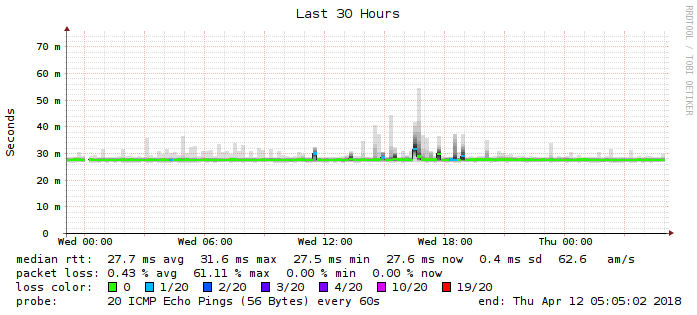 Last 30 Hours
RRDTOOL / TOBI OETIKER
Seconds
70 m
60 m
50 m
40 m
30 m
20 m
10 m
0
Wed 00:00 Wed 06:00 Wed 12:00 Wed 18:00 Thu 00:00
median rtt: 27.7 ms avg 31.6 ms max 27.5 ms min 27.6 ms now 0.4 ms sd 62.6 am/s
packet loss: 0.43 % avg 61.11 % max 0.00 % min 0.00 % now
loss color: 0 1/20 2/20 3/20 4/20 10/20 19/20
probe: 20 ICMP Echo Pings (56 Bytes) every 60s end: Thu Apr 12 05:05:02 2018